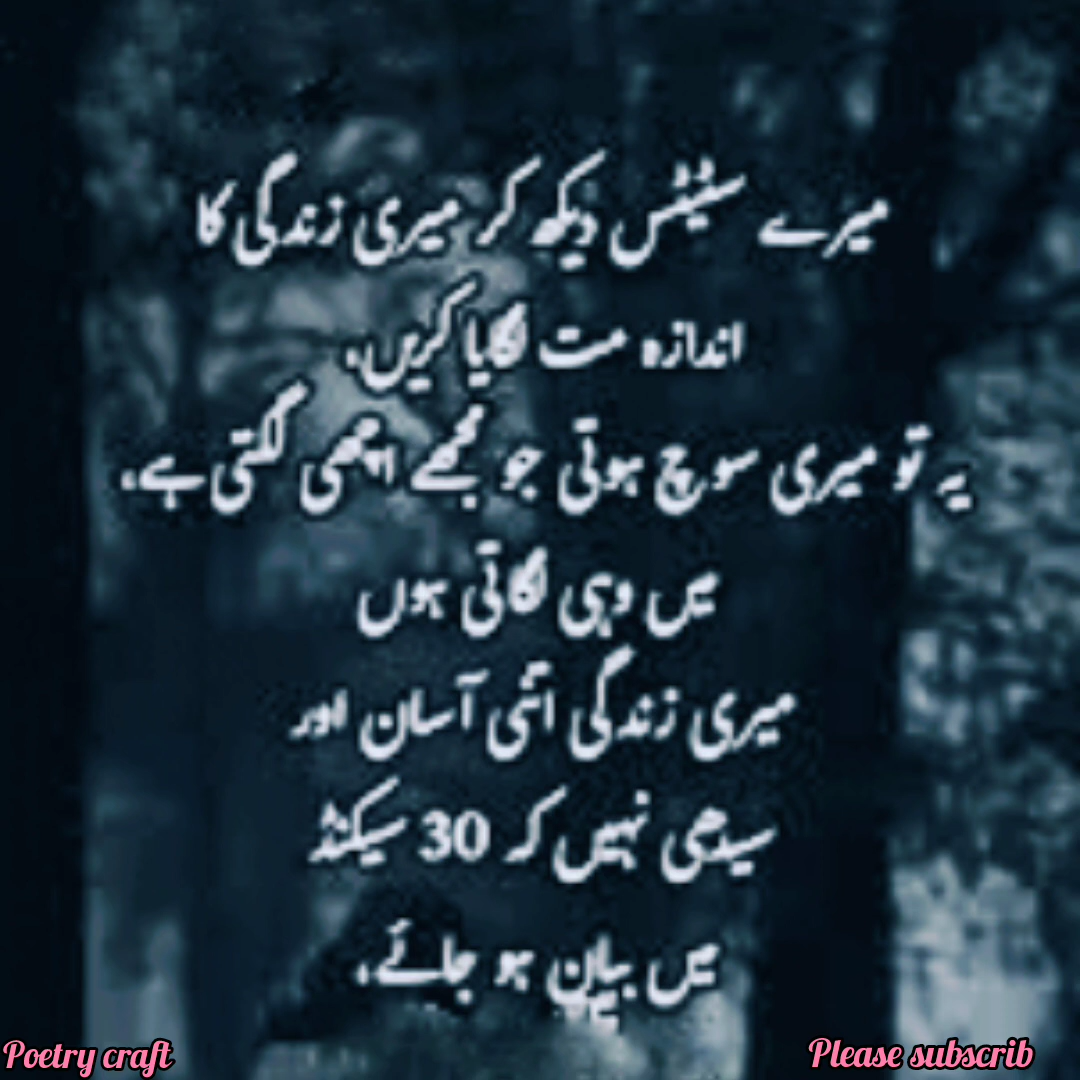 میرے سٹیٹس دیکھ کر میری زندگی کا
اندازہ مت لگایا کریں۔
یہ تو میری سوچ ہوتی جو مجھے اچھی لگتی ہے۔
میں وہی لگاتی ہوں
میری زندگی اتنی آسان اور
سیدھی نہیں کہ 30 سیکنڈ
میں بیان ہو جائے۔
Poetry craft
Please subscrib